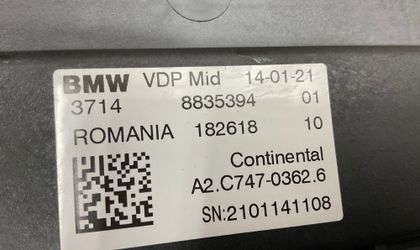 BMW VDP Mid 14-01-21
3714 8835394 01
ROMANIA 182618 10
Continental
A2.C747-0362.6
SN:2101141108